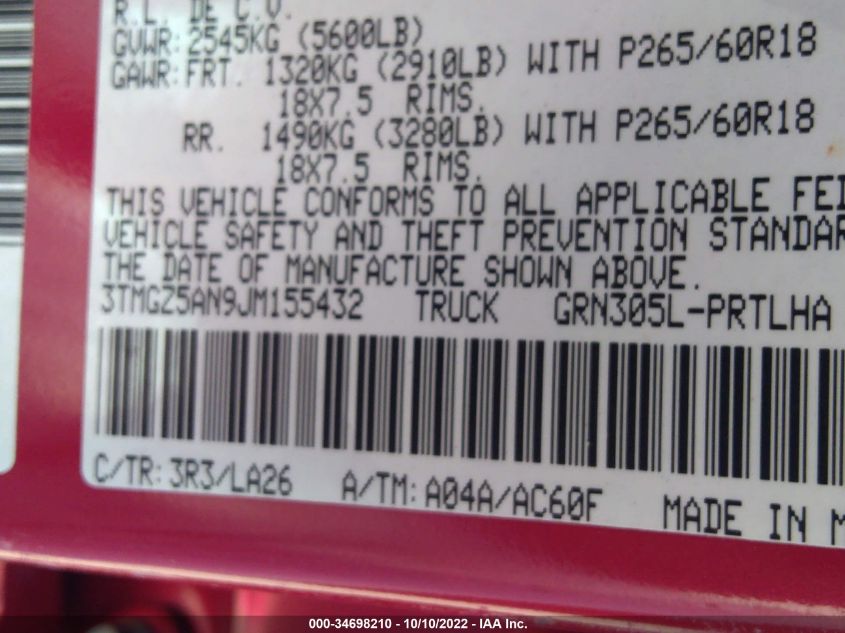 R.L. DE C.V.
GVWR: 2545KG (5600LB)
GAWR: FRT. 1320KG (2910LB) WITH P265/60R18
18X7.5 RIMS.
RR. 1490KG (3280LB) WITH P265/60R18
18X7.5 RIMS.
THIS VEHICLE CONFORMS TO ALL APPLICABLE FED
VEHICLE SAFETY AND THEFT PREVENTION STANDAR
THE DATE OF MANUFACTURE SHOWN ABOVE.
3TMGZ5AN9JM155432 TRUCK GRN305L-PRTLHA
C/TR: 3R3/LA26 A/TM: A04A/AC60F MADE IN M
000-34698210 - 10/10/2022 - IAA Inc.